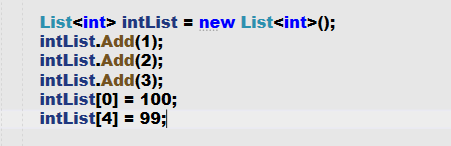 List<int> intList = new List<int>();
intList.Add(1);
intList.Add(2);
intList.Add(3);
intList[0] = 100;
intList[4] = 99;